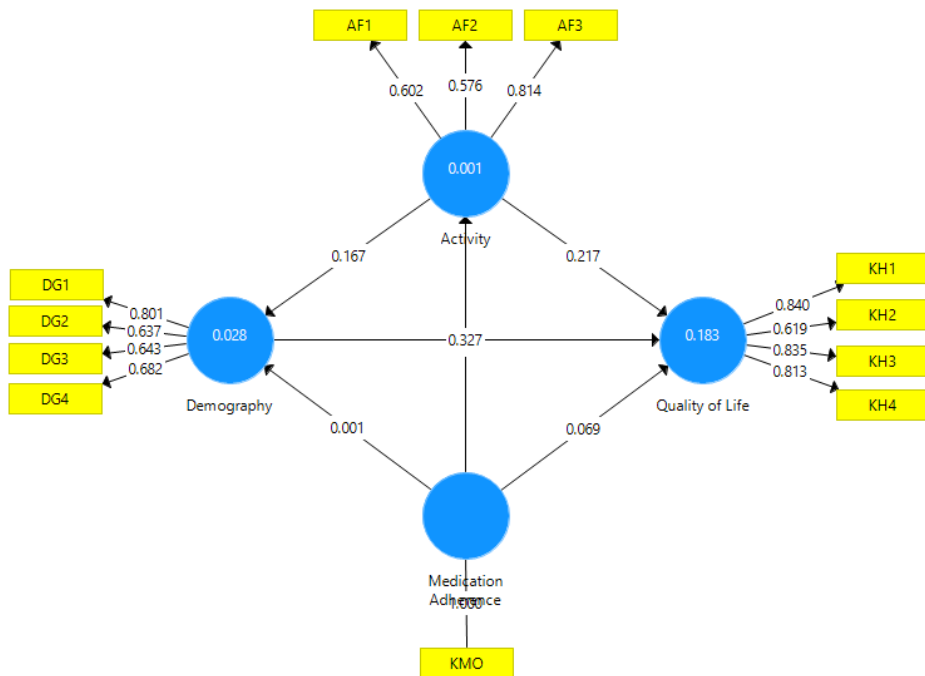 AF1
AF2
AF3
0.602
0.576
0.814
0.001
Activity
0.167
0.217
DG1
DG2
DG3
DG4
0.801
0.637
0.643
0.682
0.028
Demography
0.327
0.183
Quality of Life
0.840
0.619
0.835
0.813
KH1
KH2
KH3
KH4
0.001
0.069
Medication
Adherence
1.000
KMO